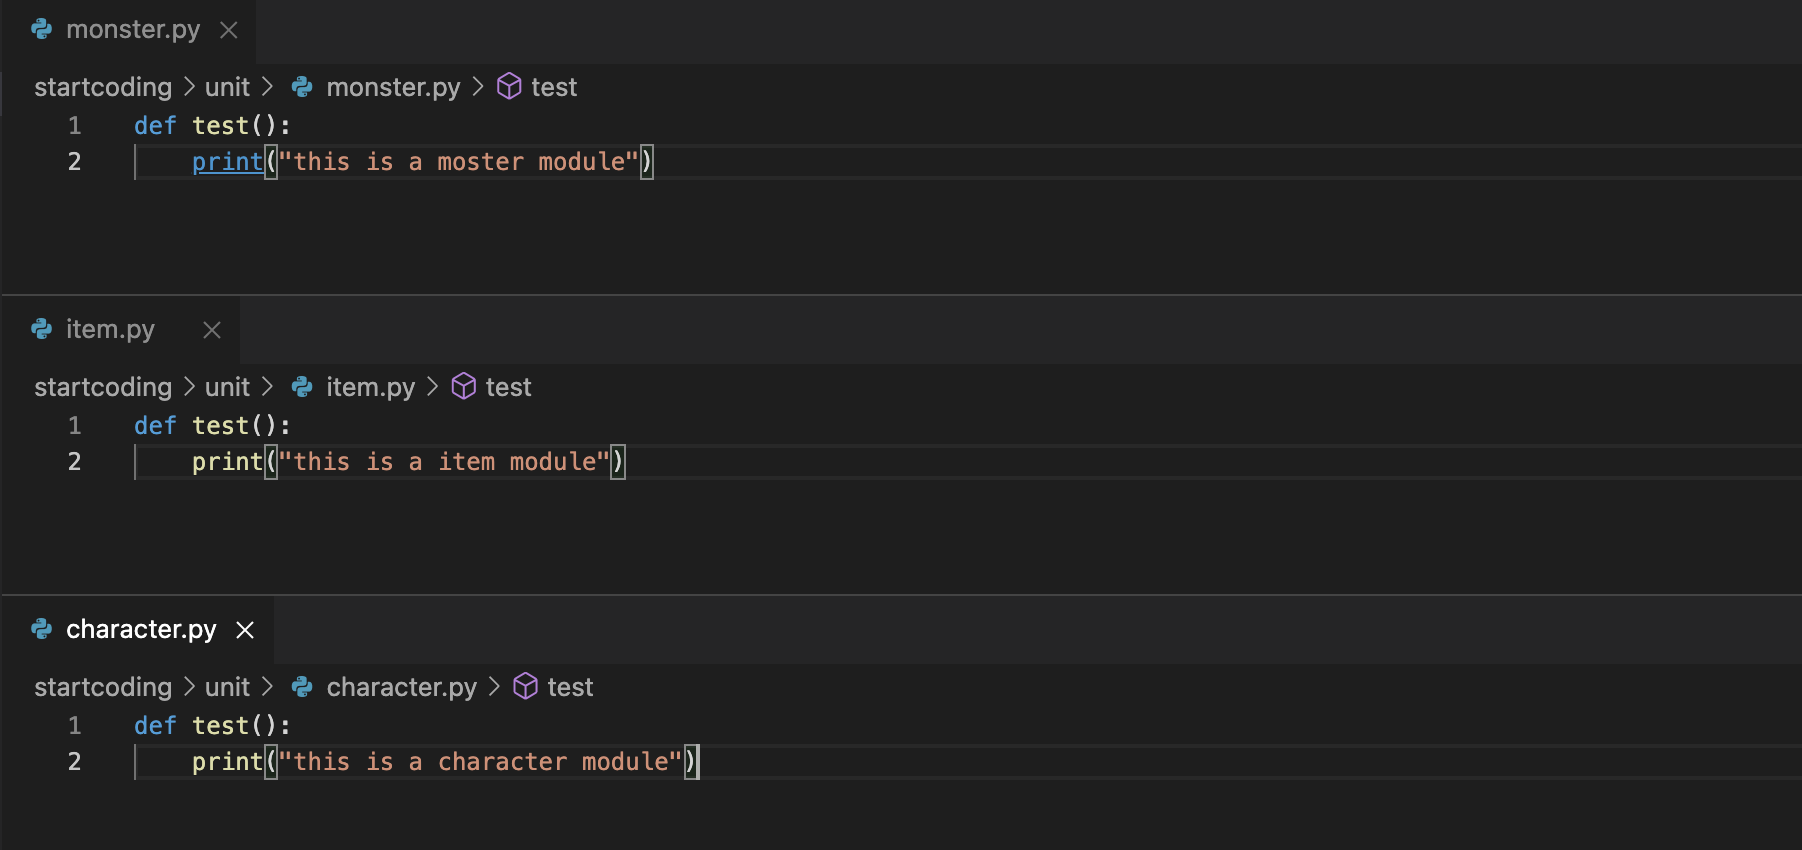 monster.py
startcoding > unit > monster.py > test
1 def test():
2     print("this is a moster module")
item.py
startcoding > unit > item.py > test
1 def test():
2     print("this is a item module")
character.py
startcoding > unit > character.py > test
1 def test():
2     print("this is a character module")